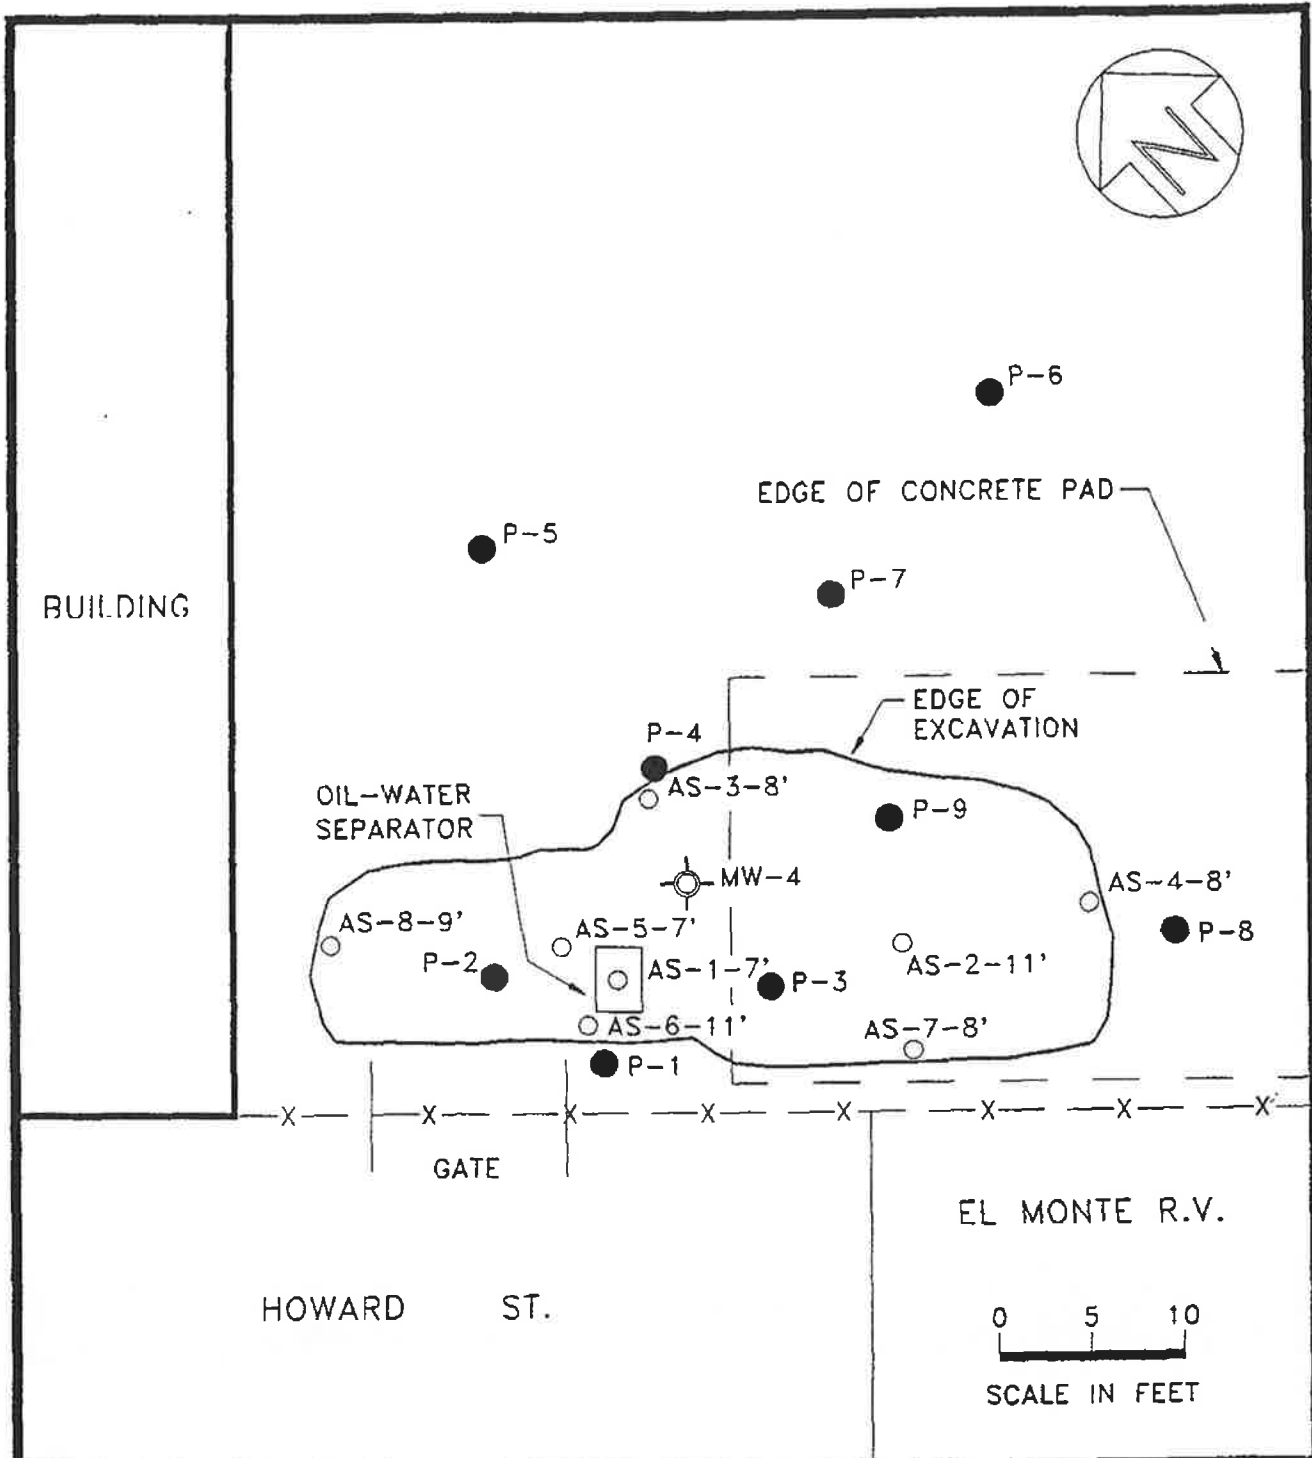 N
P-6
EDGE OF CONCRETE PAD
P-5
P-7
BUILDING
EDGE OF
EXCAVATION
P-4
AS-3-8'
OIL-WATER
SEPARATOR
P-9
MW-4
AS-4-8'
AS-8-9'
AS-5-7'
P-8
P-2
AS-1-7'
P-3
AS-2-11'
AS-6-11'
AS-7-8'
P-1
X X X X X X X X
GATE
EL MONTE R.V.
HOWARD ST.
0 5 10
SCALE IN FEET